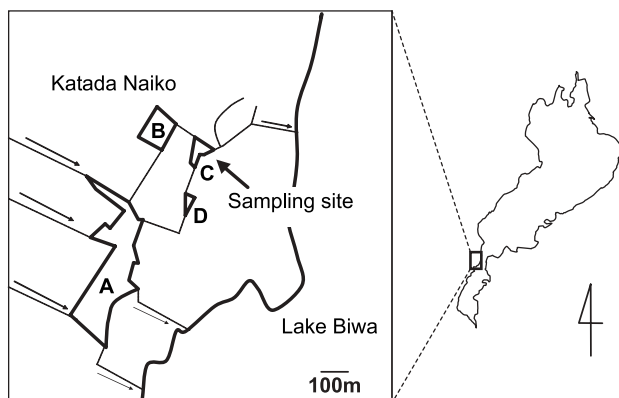 Katada Naiko
B
C
Sampling site
D
A
Lake Biwa
100m